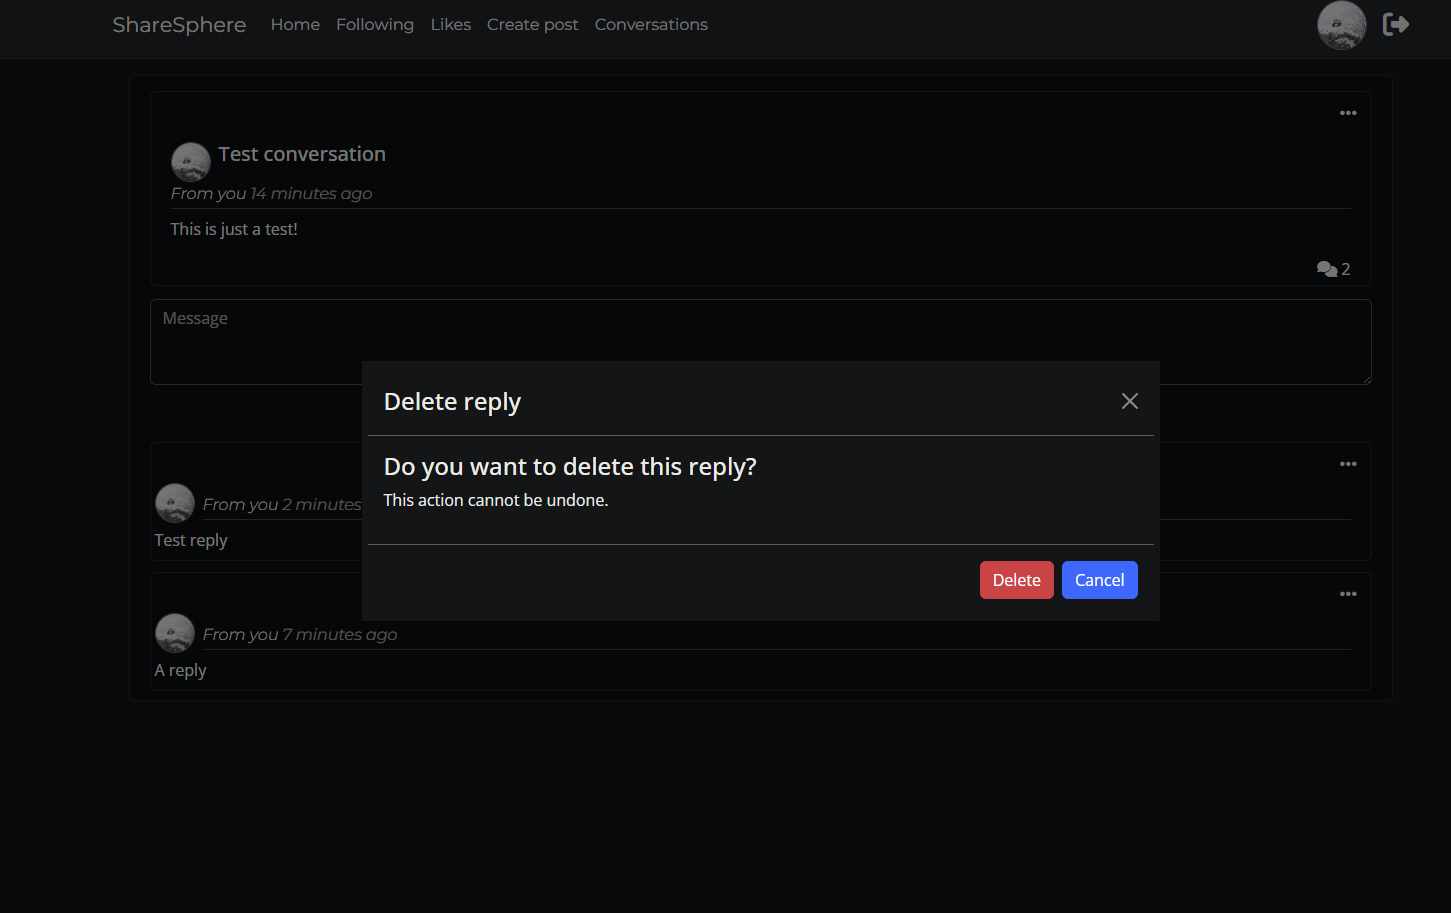 ShareSphere Home Following Likes Create post Conversations
Test conversation
From you 14 minutes ago
This is just a test!
2
Message
Delete reply
Do you want to delete this reply?
This action cannot be undone.
Delete Cancel
From you 2 minutes
Test reply
From you 7 minutes ago
A reply